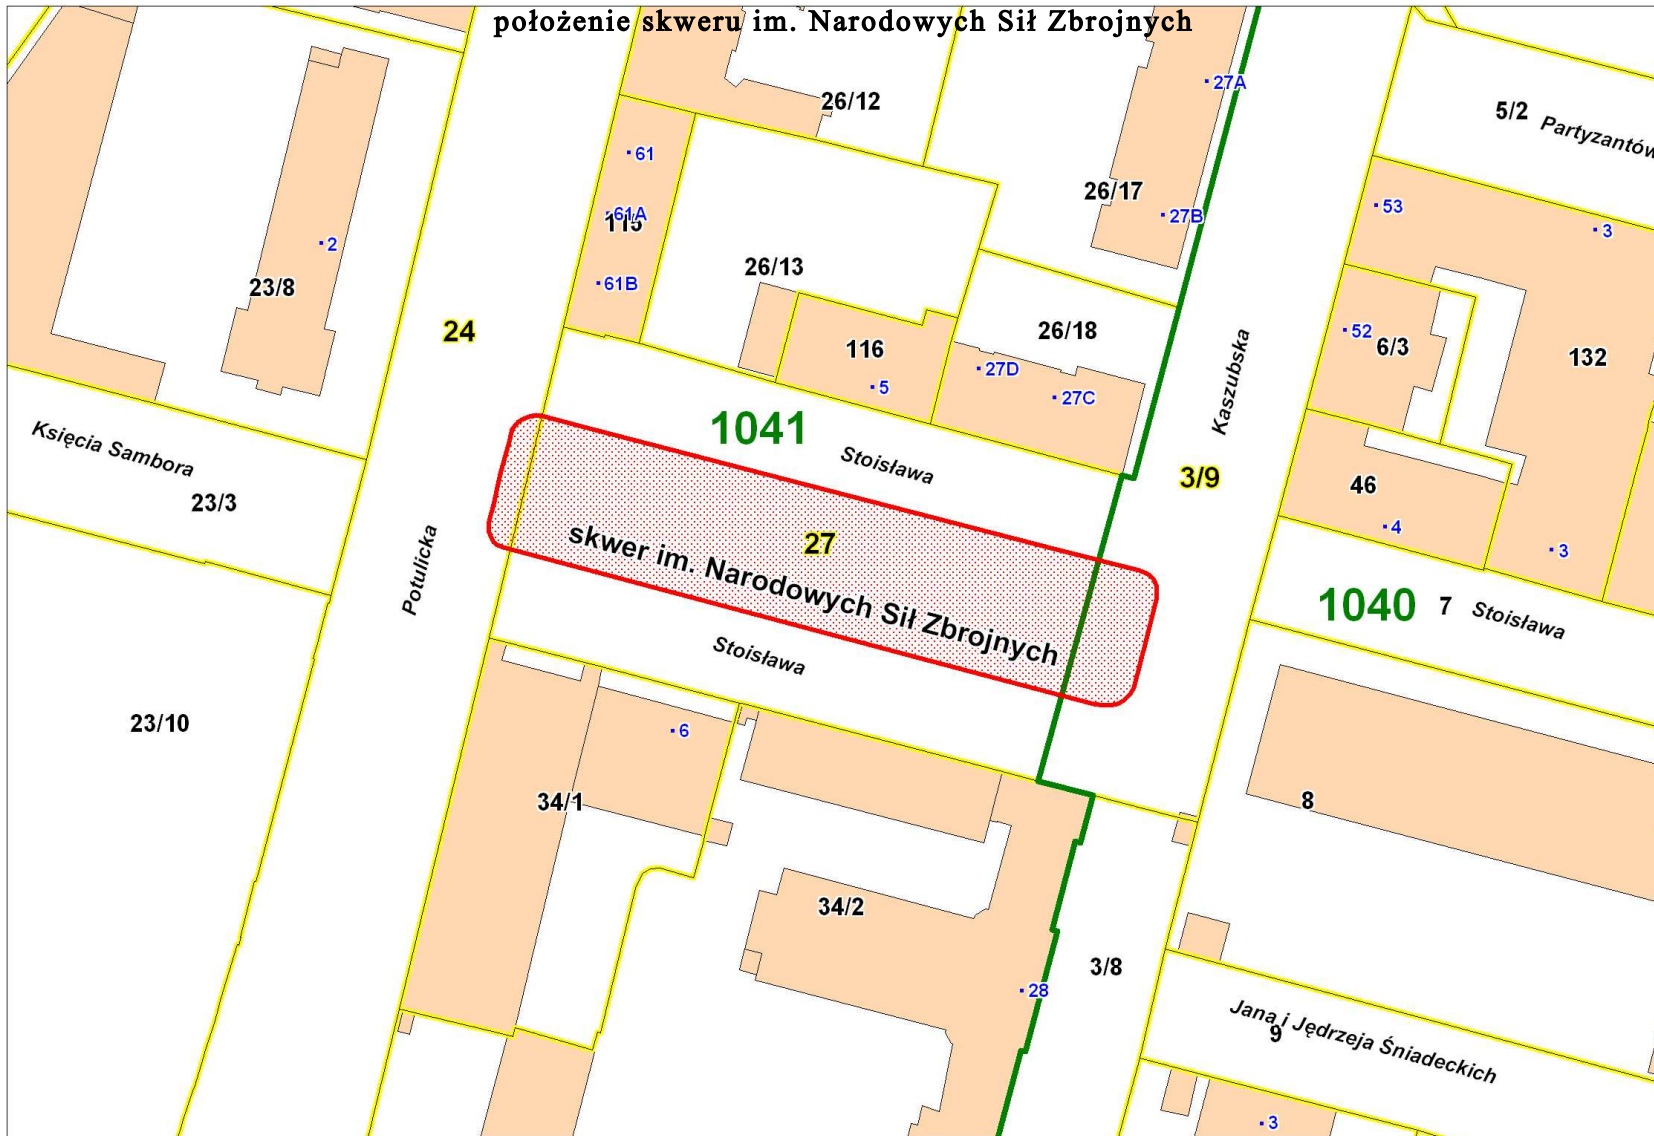 położenie skweru im. Narodowych Sił Zbrojnych
27A
26/12
5/2
Partyzantów
61
26/17
53
61A
115
27B
3
2
26/13
61B
23/8
24
26/18
52
6/3
116
132
27D
5
27C
Kaszubska
1041
Księcia Sambora
Stoisława
3/9
46
23/3
4
27
3
skwer im. Narodowych Sił Zbrojnych
Potulicka
1040
7
Stoisława
Stoisława
23/10
6
34/1
8
34/2
3/8
28
Jana i Jędrzeja Śniadeckich
9
3